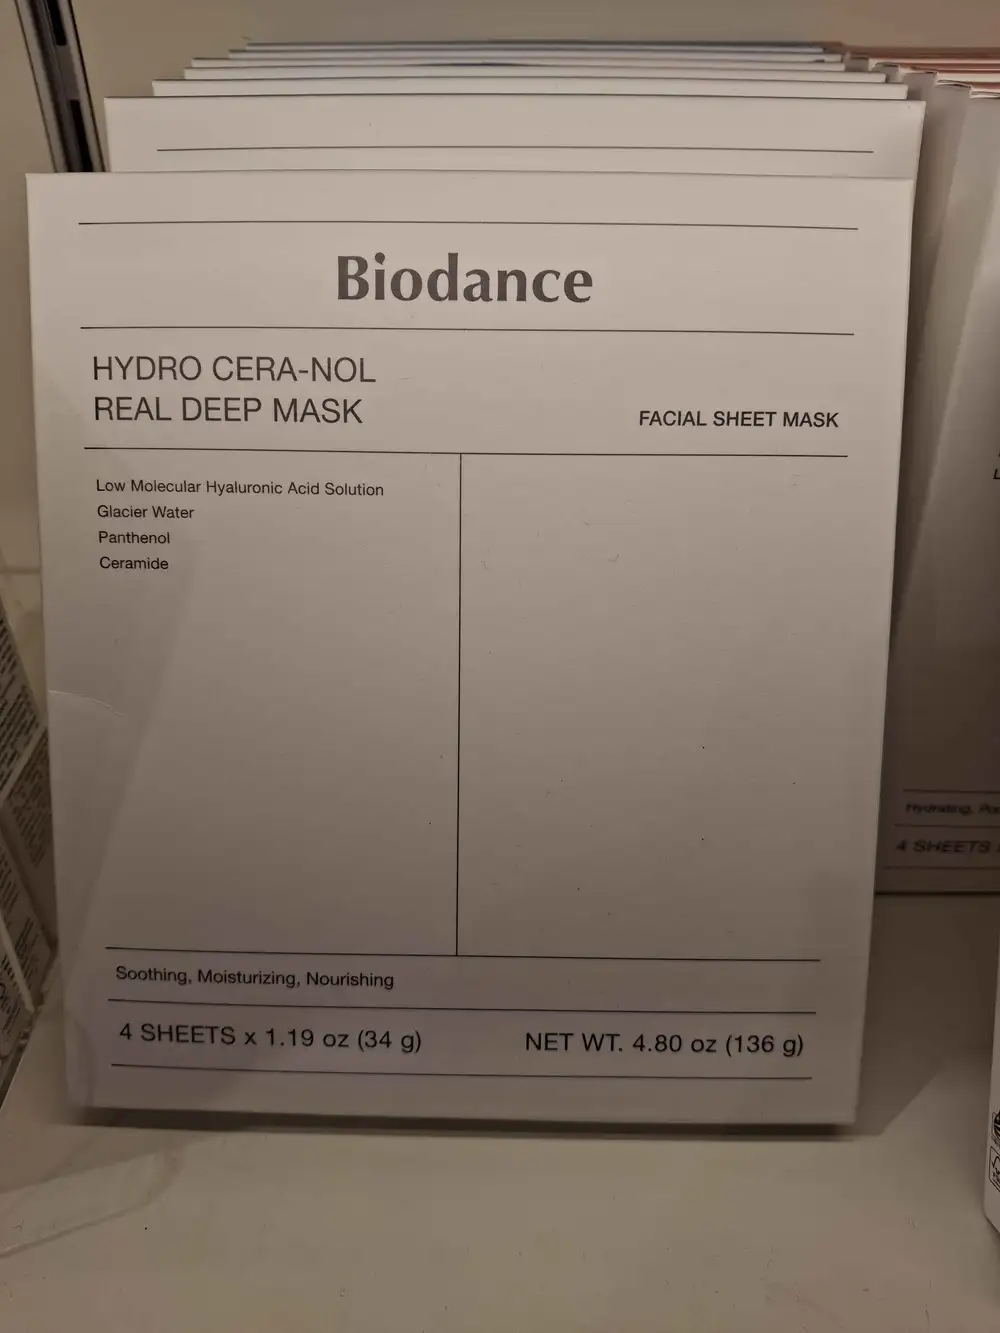 Biodance
HYDRO CERA-NOL
REAL DEEP MASK
FACIAL SHEET MASK
Low Molecular Hyaluronic Acid Solution
Glacier Water
Panthenol
Ceramide
Soothing, Moisturizing, Nourishing
4 SHEETS x 1.19 oz (34 g)
NET WT. 4.80 oz (136 g)
Hydrating,
4 SHEETS